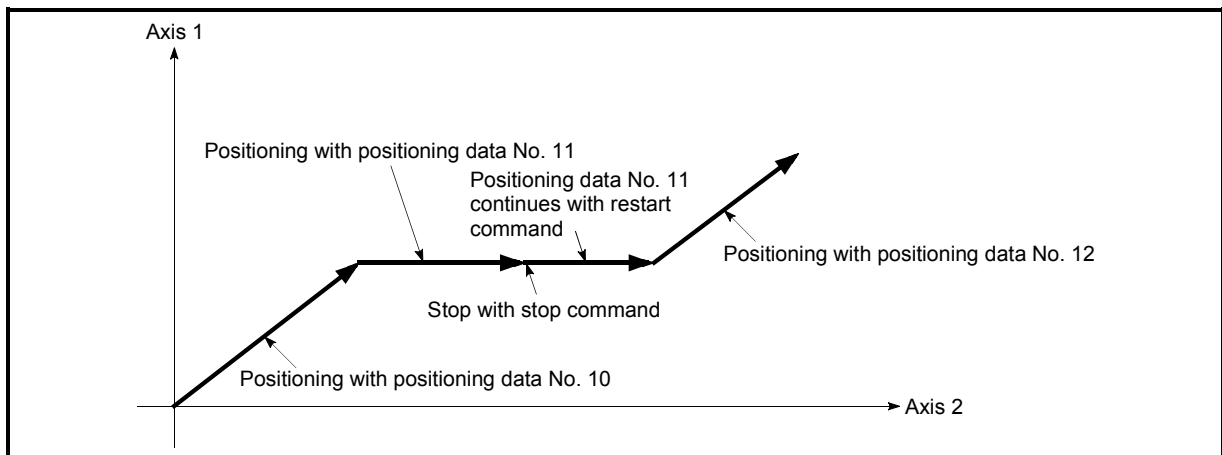 Axis 1
Positioning with positioning data No. 11
Positioning data No. 11
continues with restart
command
Positioning with positioning data No. 12
Stop with stop command
Positioning with positioning data No. 10
Axis 2